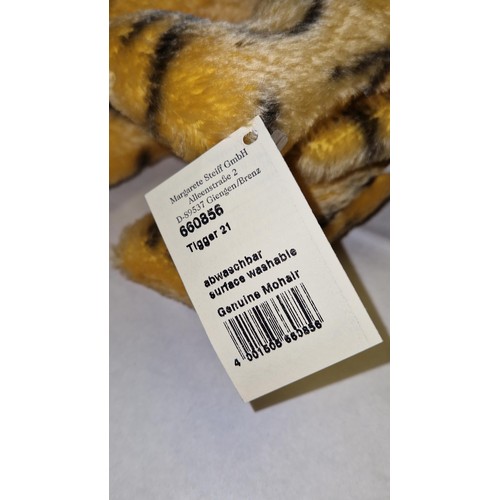 Margarete Steiff GmbH
Alleenstraße 2
D-89537 Giengen/Brenz
660856
Tigger 21
abwaschbar
surface washable
Genuine Mohair
4 001505 660856